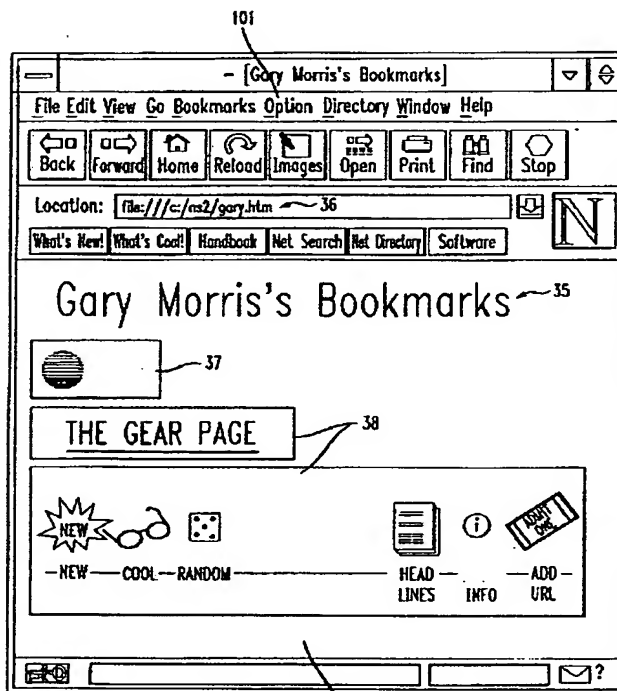 101
- [Gary Morris's Bookmarks]
File Edit View Go Bookmarks Option Directory Window Help
Back Forward Home Reload Images Open Print Find Stop
Location: file:///c:/ns2/gary.htm 36
N
What's New! What's Cool! Handbook Net Search Net Directory Software
Gary Morris's Bookmarks 35
37
THE GEAR PAGE 38
NEW
i
ADMIT ONE
-NEW-COOL-RANDOM HEAD LINES INFO -ADD- URL
?